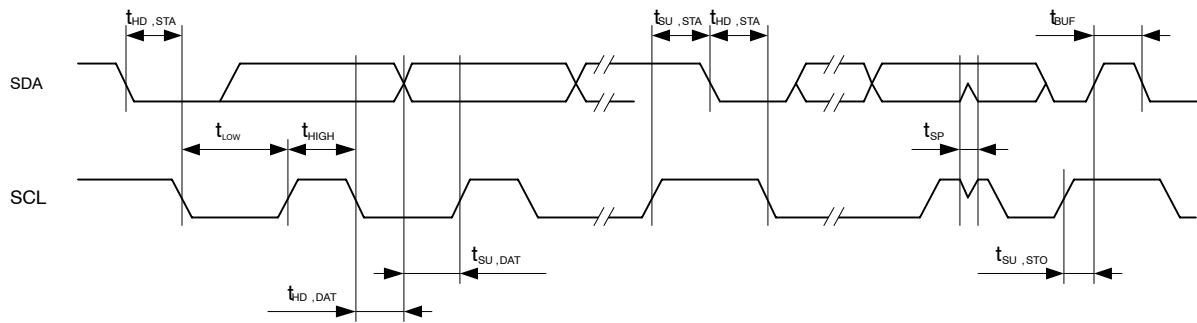 tHD,STA
tSU,STA
tHD,STA
tBUF
SDA
tLOW
tHIGH
tSP
SCL
tSU,DAT
tSU,STO
tHD,DAT